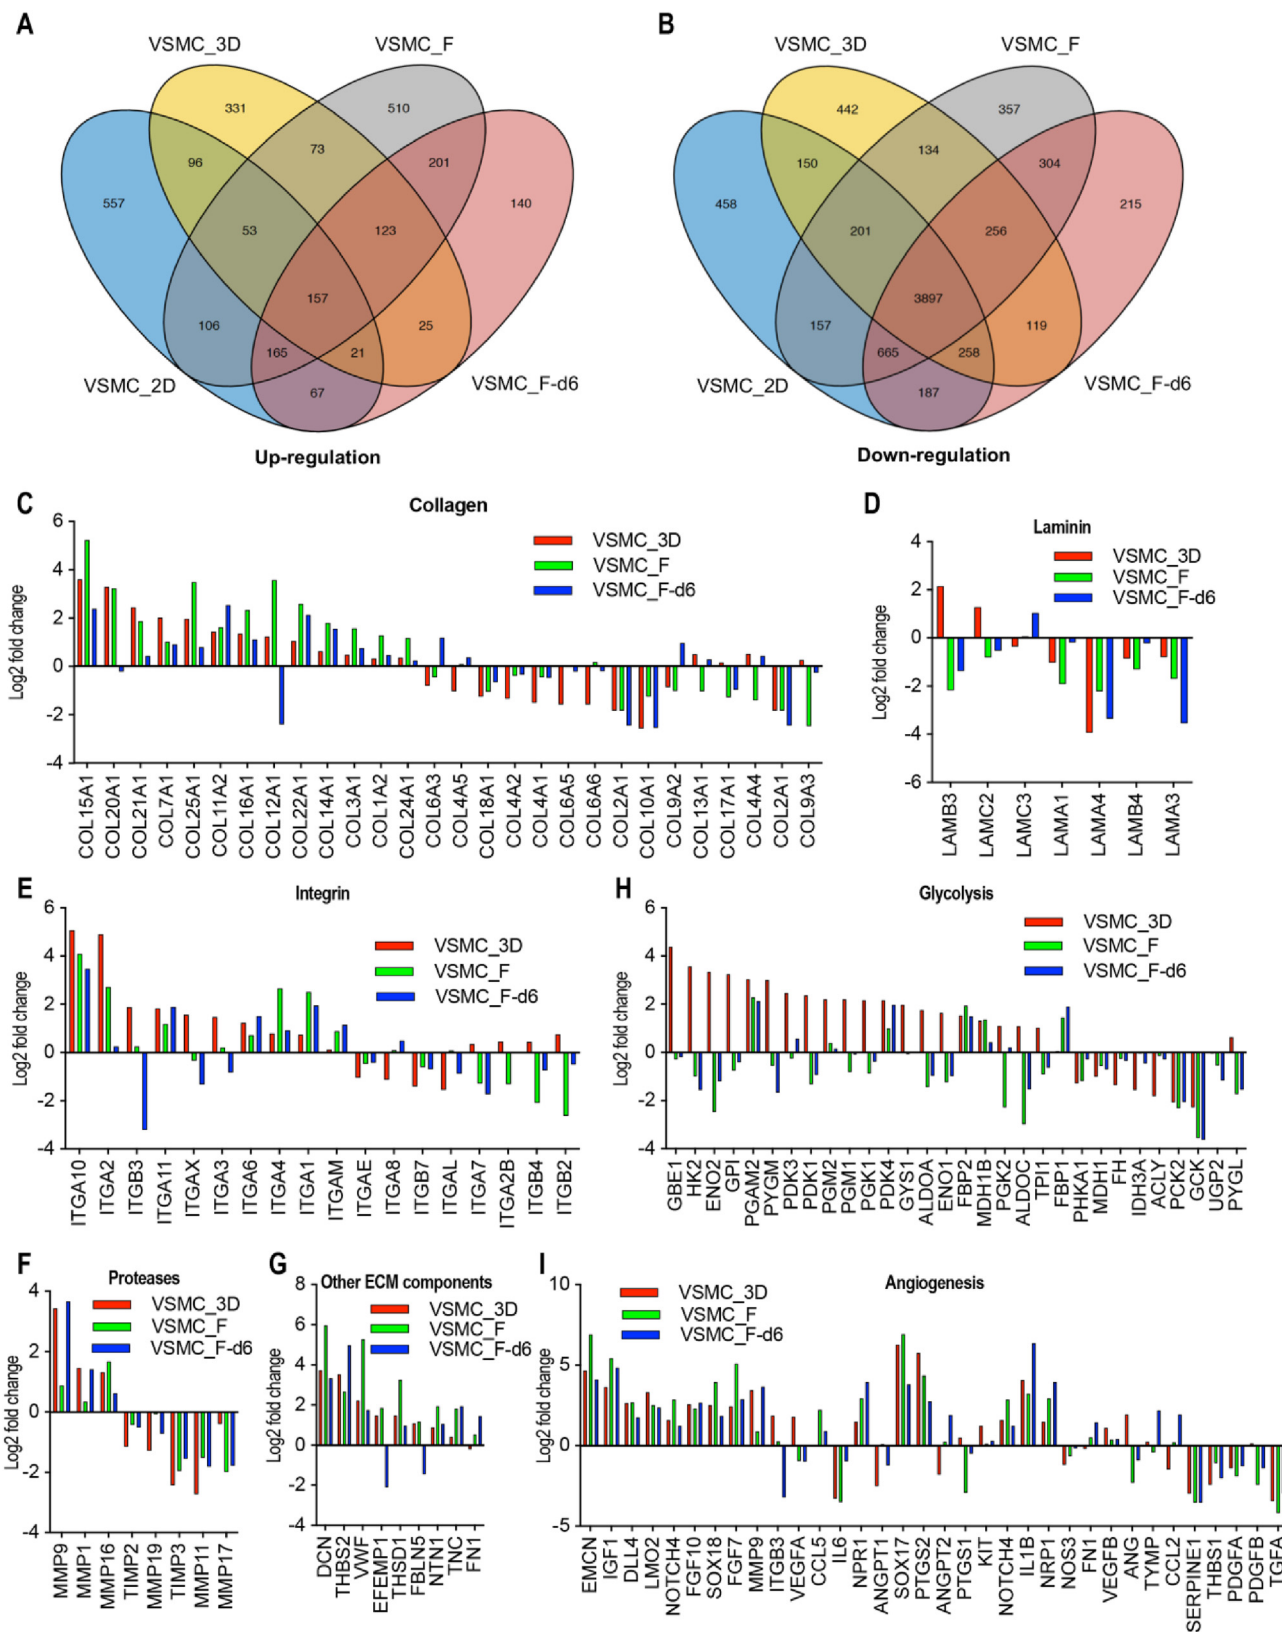 A
VSMC_3D
VSMC_F
331
510
73
96
201
557
140
53
123
157
106
25
165
21
67
VSMC_2D
VSMC_F-d6
Up-regulation
B
VSMC_3D
VSMC_F
442
357
134
150
304
458
215
201
256
3897
157
119
665
258
187
VSMC_2D
VSMC_F-d6
Down-regulation
C
Collagen
VSMC_3D
VSMC_F
VSMC_F-d6
Log2 fold change
6
4
2
0
-2
-4
COL15A1
COL20A1
COL21A1
COL7A1
COL25A1
COL11A2
COL16A1
COL12A1
COL22A1
COL14A1
COL3A1
COL1A2
COL24A1
COL6A3
COL4A5
COL18A1
COL4A2
COL4A1
COL6A5
COL6A6
COL2A1
COL10A1
COL9A2
COL13A1
COL17A1
COL4A4
COL2A1
COL9A3
D
Laminin
VSMC_3D
VSMC_F
VSMC_F-d6
Log2 fold change
4
2
0
-2
-4
-6
LAMB3
LAMC2
LAMC3
LAMA1
LAMA4
LAMB4
LAMA3
E
Integrin
VSMC_3D
VSMC_F
VSMC_F-d6
Log2 fold change
6
4
2
0
-2
-4
ITGA10
ITGA2
ITGB3
ITGA11
ITGAX
ITGA3
ITGA6
ITGA4
ITGA1
ITGAM
ITGAE
ITGA8
ITGB7
ITGAL
ITGA7
ITGA2B
ITGB4
ITGB2
H
Glycolysis
VSMC_3D
VSMC_F
VSMC_F-d6
Log2 fold change
6
4
2
0
-2
-4
GBE1
HK2
ENO2
GPI
PGAM2
PYGM
PDK3
PDK1
PGM2
PGM1
PGK1
PDK4
GYS1
ALDOA
ENO1
FBP2
MDH1B
PGK2
ALDOC
TPI1
FBP1
PHKA1
MDH1
FH
IDH3A
ACLY
PCK2
GCK
UGP2
PYGL
F
Proteases
VSMC_3D
VSMC_F
VSMC_F-d6
Log2 fold change
4
2
0
-2
-4
MMP9
MMP1
MMP16
TIMP2
MMP19
TIMP3
MMP11
MMP17
G
Other ECM components
VSMC_3D
VSMC_F
VSMC_F-d6
Log2 fold change
8
6
4
2
0
-2
-4
DCN
THBS2
VWF
EFEMP1
THSD1
FBLN5
NTN1
TNC
FN1
I
Angiogenesis
VSMC_3D
VSMC_F
VSMC_F-d6
Log2 fold change
10
5
0
-5
EMCN
IGF1
DLL4
LMO2
NOTCH4
FGF10
SOX18
FGF7
MMP9
ITGB3
VEGFA
CCL5
IL6
NPR1
ANGPT1
SOX17
PTGS2
ANGPT2
PTGS1
KIT
NOTCH4
IL1B
NRP1
NOS3
FN1
VEGFB
ANG
TYMP
CCL2
SERPINE1
THBS1
PDGFA
PDGFB
TGFA